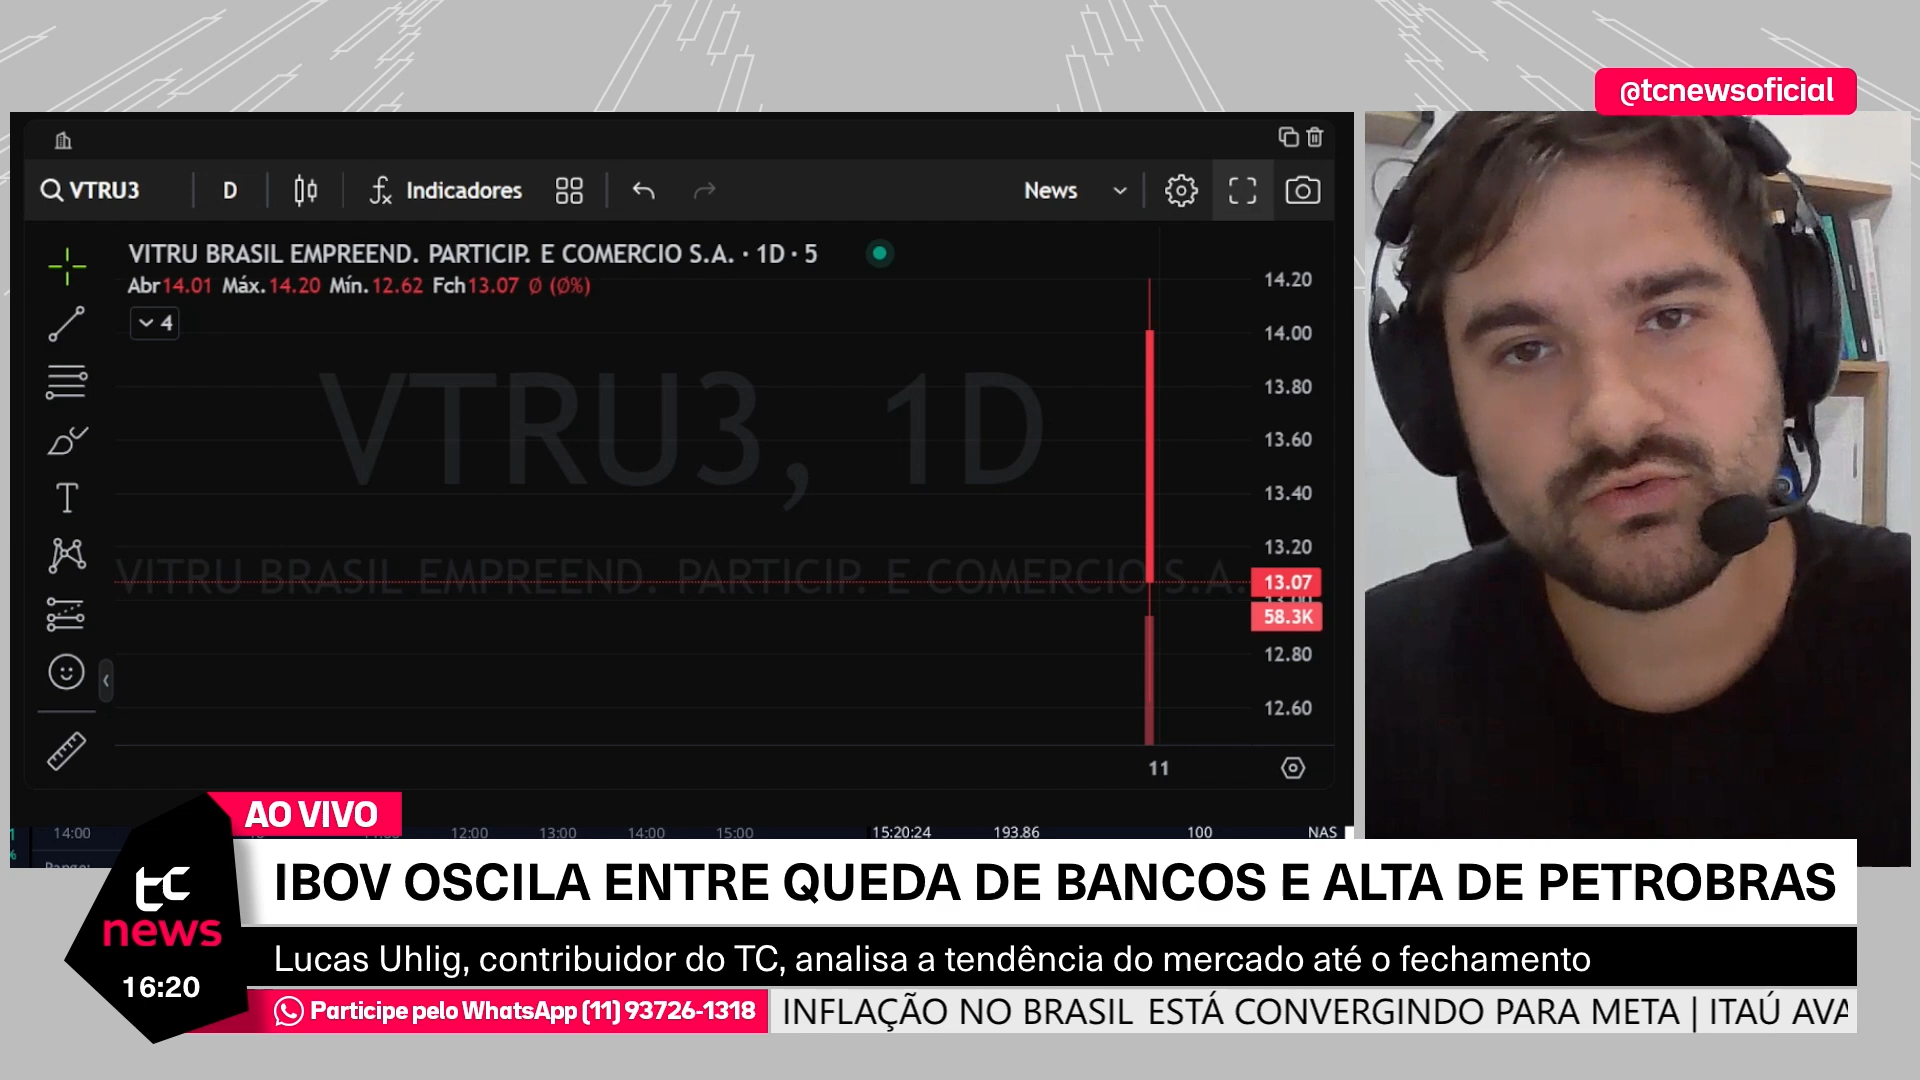 @tcnewsoficial
VTRU3 D Indicadores News
VITRU BRASIL EMPREEND. PARTICIP. E COMERCIO S.A. · 1D · 5
Abr14.01 Máx.14.20 Mín.12.62 Fch13.07 Ø (Ø%)
4
14.20
14.00
13.80
13.60
13.40
13.20
13.07
13.00
58.3K
12.80
12.60
VTRU3, 1D
VITRU BRASIL EMPREEND. PARTICIP. E COMERCIO S.A.
11
AO VIVO
14:00 12:00 13:00 14:00 15:00 15:20:24 193.86 100 NAS
Range:
IBOV OSCILA ENTRE QUEDA DE BANCOS E ALTA DE PETROBRAS
tc
news
16:20
Lucas Uhlig, contribuidor do TC, analisa a tendência do mercado até o fechamento
Participe pelo WhatsApp (11) 93726-1318
INFLAÇÃO NO BRASIL ESTÁ CONVERGINDO PARA META | ITAÚ AVA